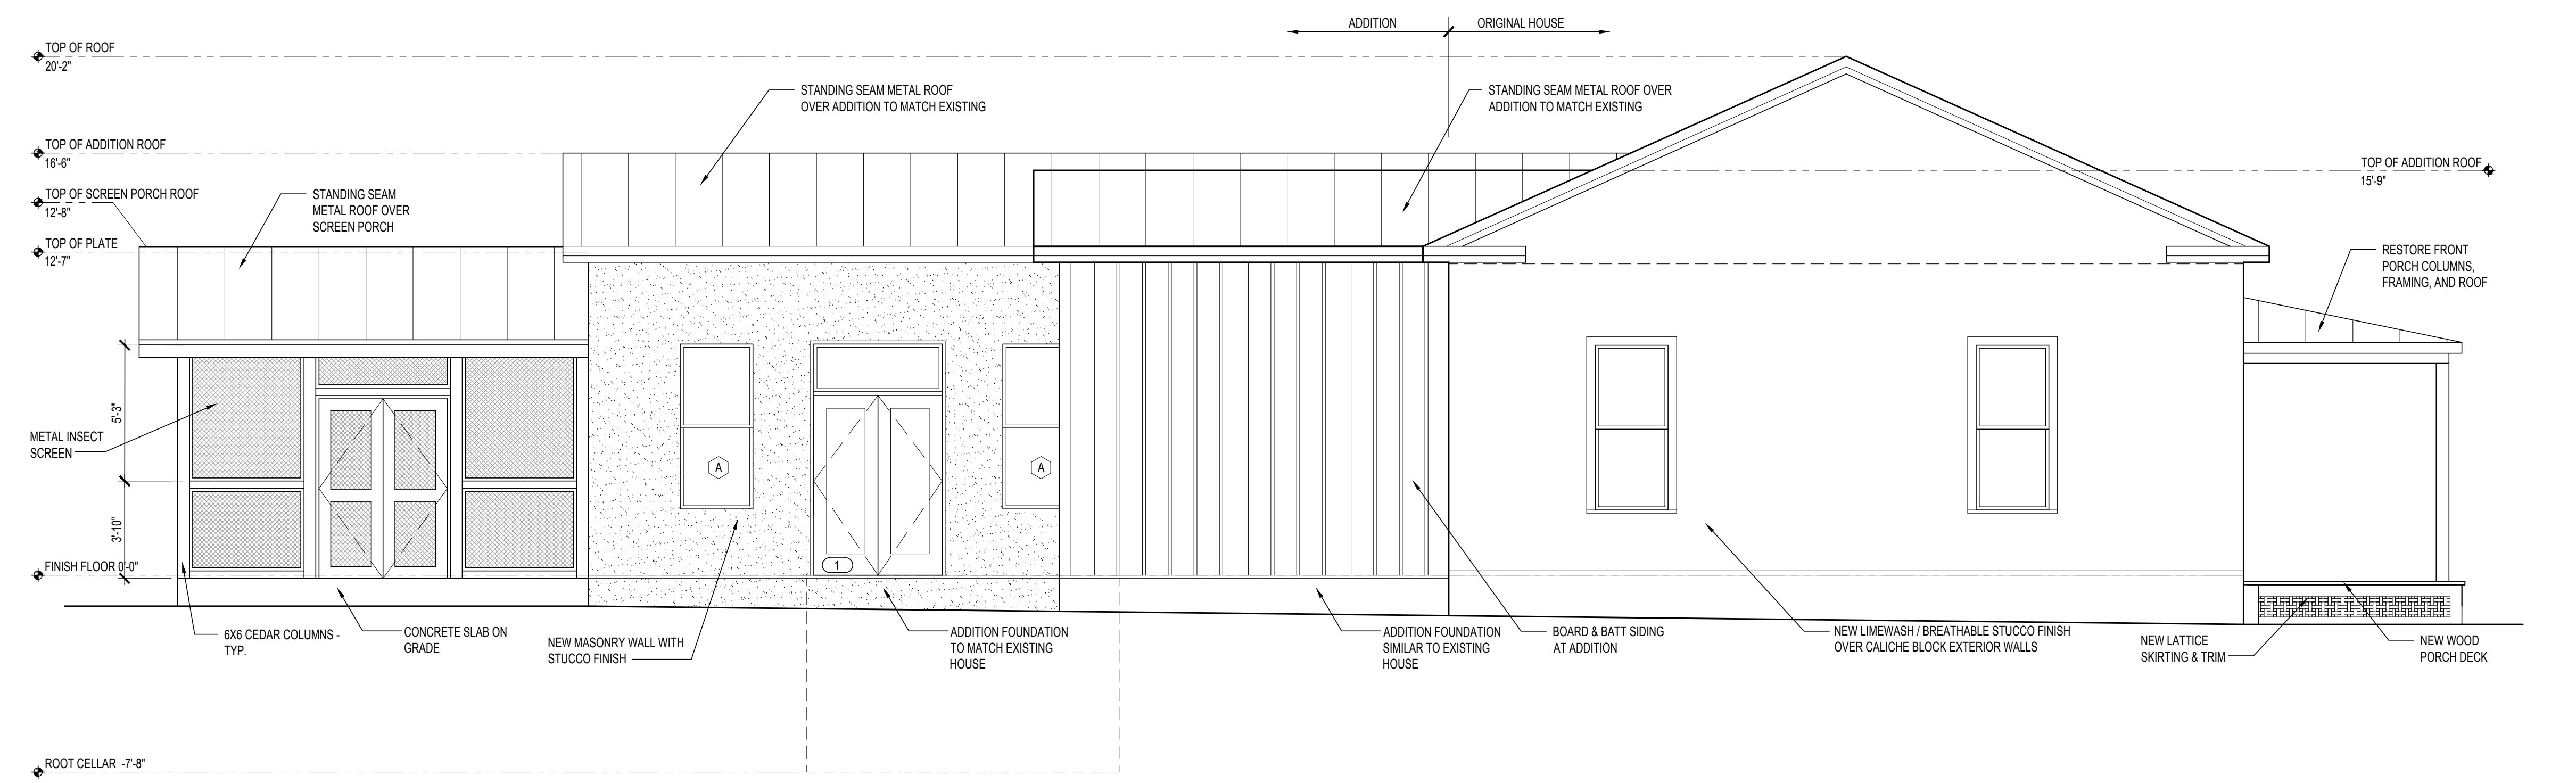 ADDITION
ORIGINAL HOUSE
TOP OF ROOF
20'-2"
STANDING SEAM METAL ROOF
OVER ADDITION TO MATCH EXISTING
STANDING SEAM METAL ROOF OVER
ADDITION TO MATCH EXISTING
TOP OF ADDITION ROOF
16'-6"
TOP OF ADDITION ROOF
15'-9"
TOP OF SCREEN PORCH ROOF
12'-8"
STANDING SEAM
METAL ROOF OVER
SCREEN PORCH
TOP OF PLATE
12'-7"
RESTORE FRONT
PORCH COLUMNS,
FRAMING, AND ROOF
5'-3"
METAL INSECT
SCREEN
A
A
3'-10"
FINISH FLOOR 0'-0"
1
6X6 CEDAR COLUMNS -
TYP.
CONCRETE SLAB ON
GRADE
NEW MASONRY WALL WITH
STUCCO FINISH
ADDITION FOUNDATION
TO MATCH EXISTING
HOUSE
ADDITION FOUNDATION
SIMILAR TO EXISTING
HOUSE
BOARD & BATT SIDING
AT ADDITION
NEW LIMEWASH / BREATHABLE STUCCO FINISH
OVER CALICHE BLOCK EXTERIOR WALLS
NEW LATTICE
SKIRTING & TRIM
NEW WOOD
PORCH DECK
ROOT CELLAR -7'-8"